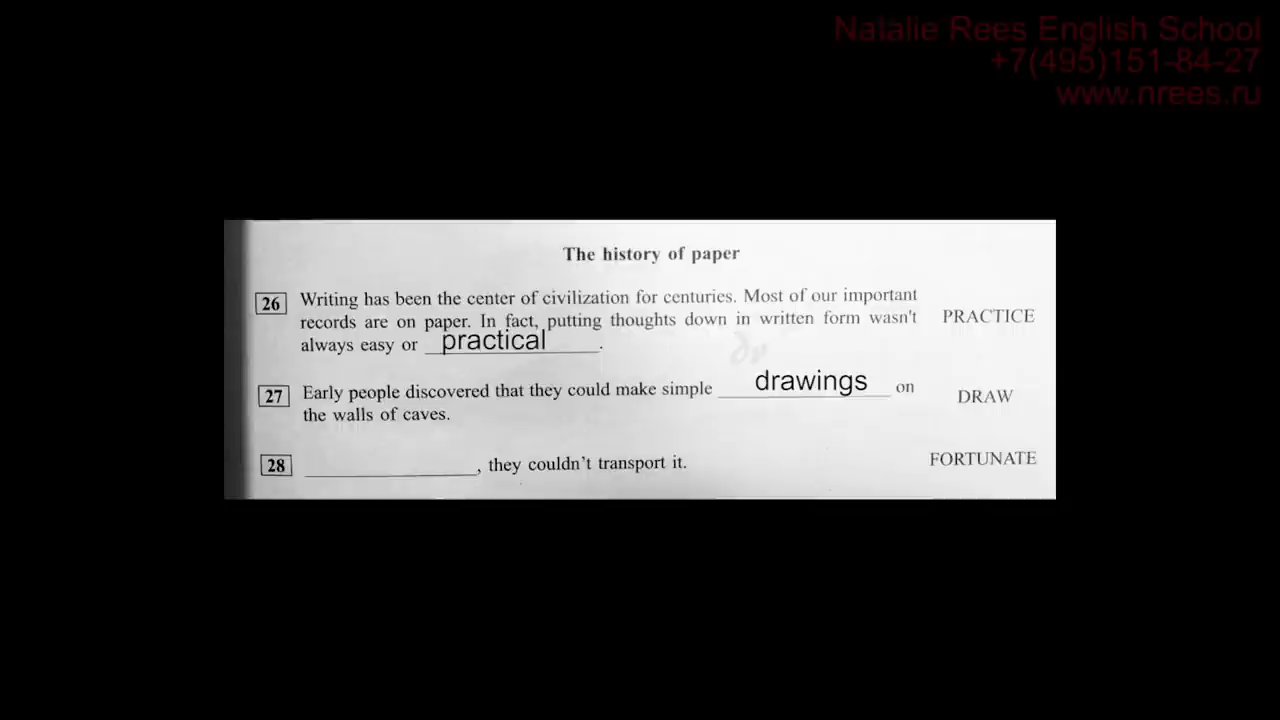 Natalie Rees English School
+7(495)151-84-27
www.nrees.ru
The history of paper
26 Writing has been the center of civilization for centuries. Most of our important
records are on paper. In fact, putting thoughts down in written form wasn't PRACTICE
always easy or practical.
27 Early people discovered that they could make simple drawings on
the walls of caves. DRAW
28 ____________, they couldn't transport it. FORTUNATE